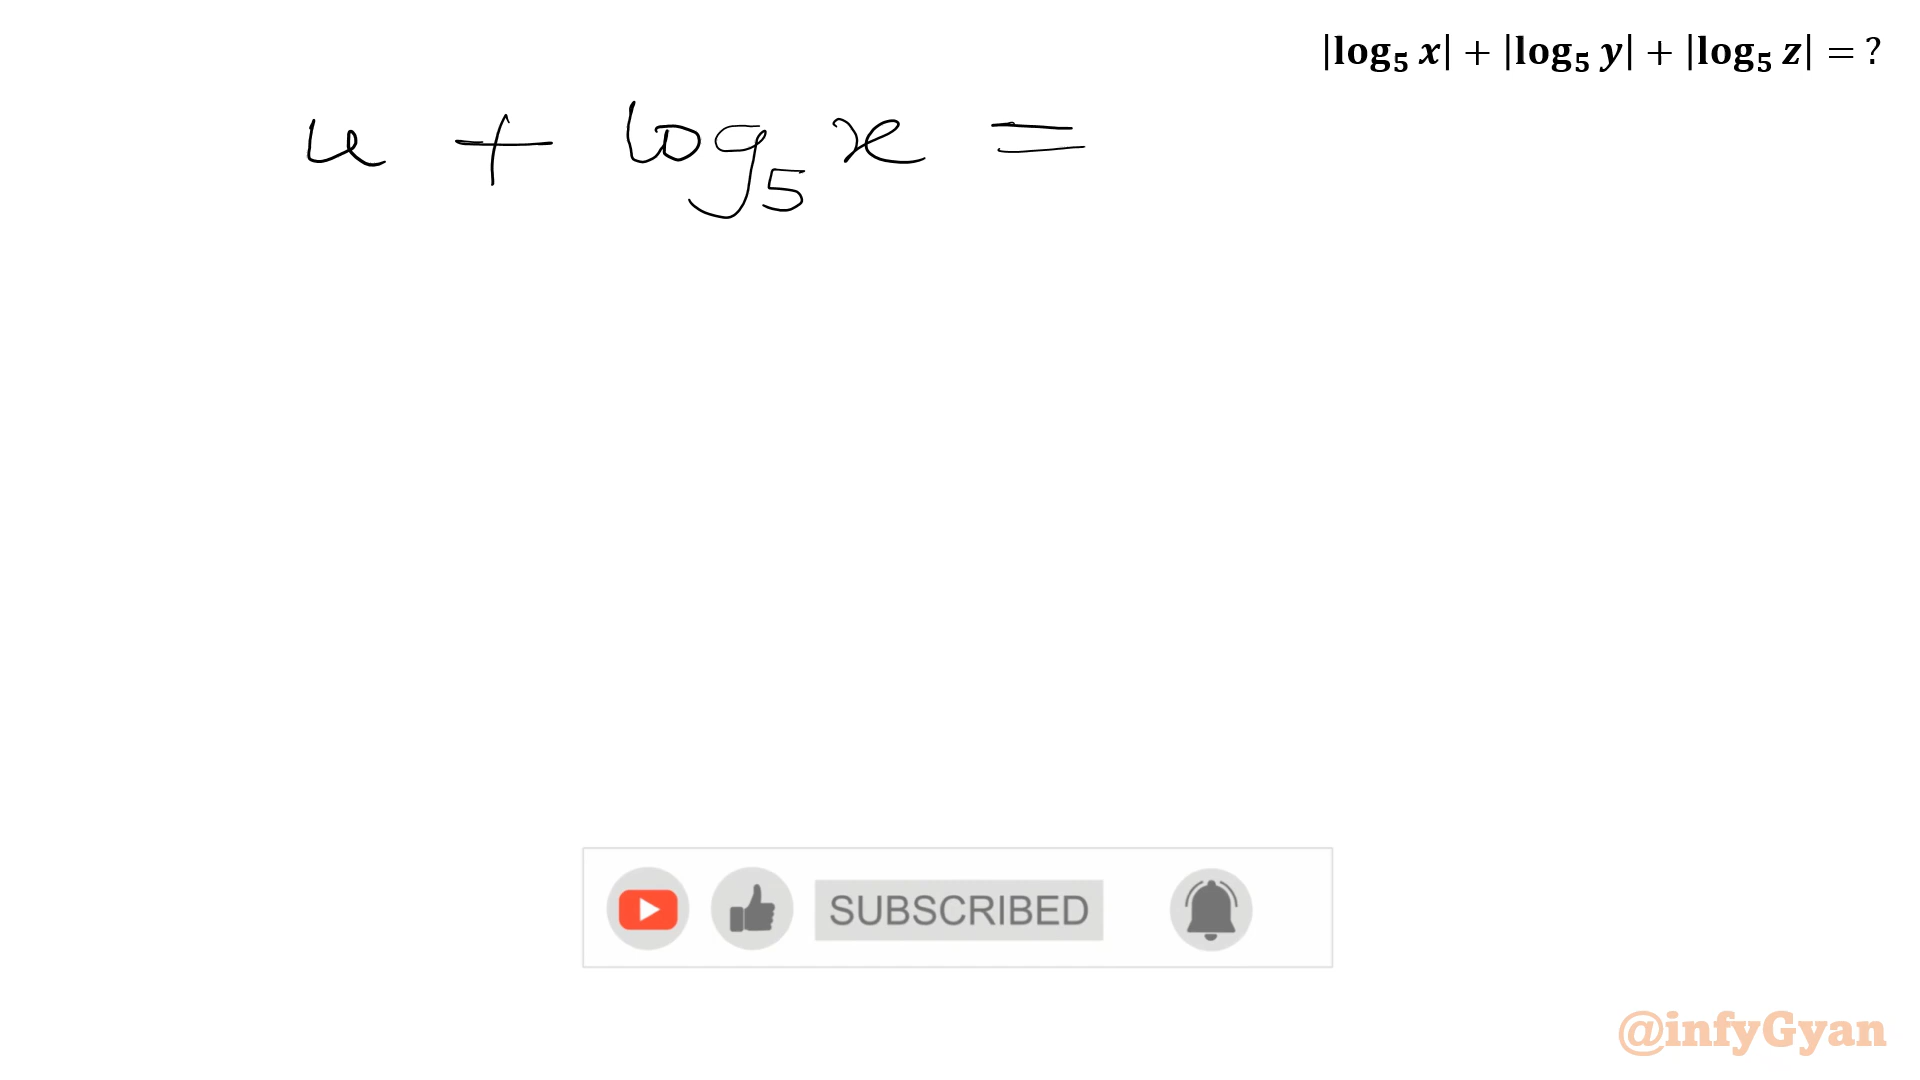 |log₅ x| + |log₅ y| + |log₅ z| = ?
u + log₅ x =
SUBSCRIBED
@infyGyan